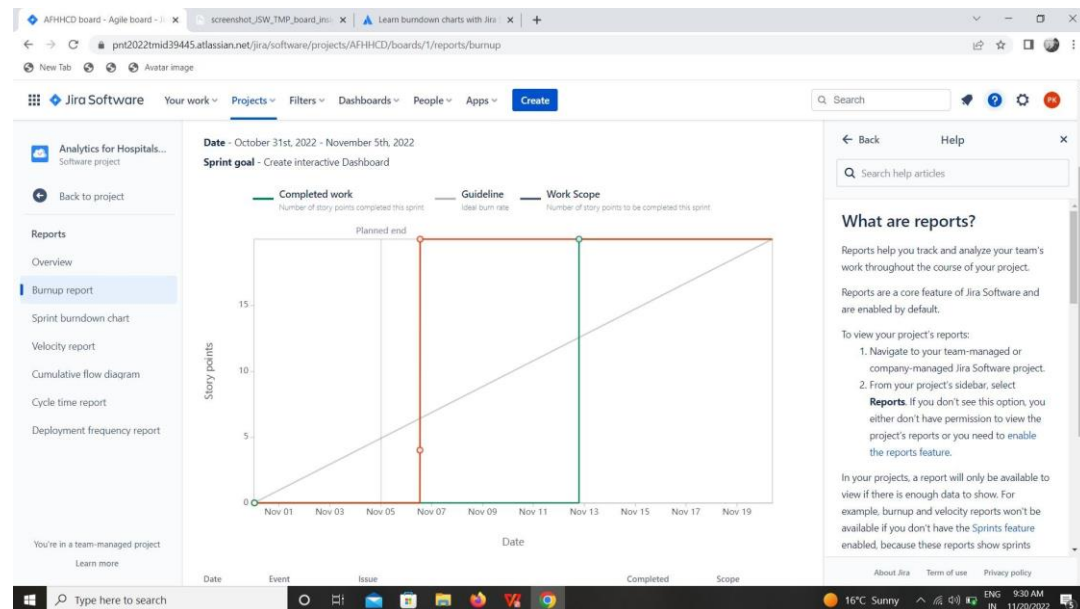 AFHHCD board - Agile board - Ji
screenshot_JSW_TMP_board_insi
Learn burndown charts with Jira
pnt2022tmid39445.atlassian.net/jira/software/projects/AFHHCD/boards/1/reports/burnup
New Tab
Avatar image
Jira Software Your work Projects Filters Dashboards People Apps Create
Search
PK
Analytics for Hospitals...
Software project
Back to project
Reports
Overview
Burnup report
Sprint burndown chart
Velocity report
Cumulative flow diagram
Cycle time report
Deployment frequency report
You're in a team-managed project
Learn more
Date - October 31st, 2022 - November 5th, 2022
Sprint goal - Create interactive Dashboard
Completed work Guideline Work Scope
Number of story points completed this sprint Ideal burn rate Number of story points to be completed this sprint
Planned end
15
10
5
0
Story points
Nov 01 Nov 03 Nov 05 Nov 07 Nov 09 Nov 11 Nov 13 Nov 15 Nov 17 Nov 19
Date
Date Event Issue Completed Scope
Back Help
Search help articles
What are reports?
Reports help you track and analyze your team's
work throughout the course of your project.
Reports are a core feature of Jira Software and
are enabled by default.
To view your project's reports:
1. Navigate to your team-managed or
company-managed Jira Software project.
2. From your project's sidebar, select
Reports. If you don't see this option, you
either don't have permission to view the
project's reports or you need to enable
the reports feature.
In your projects, a report will only be available to
view if there is enough data to show. For
example, burnup and velocity reports won't be
available if you don't have the Sprints feature
enabled, because these reports show sprints
About Jira Term of use Privacy policy
Type here to search
16°C Sunny
ENG
IN
9:30 AM
11/20/2022